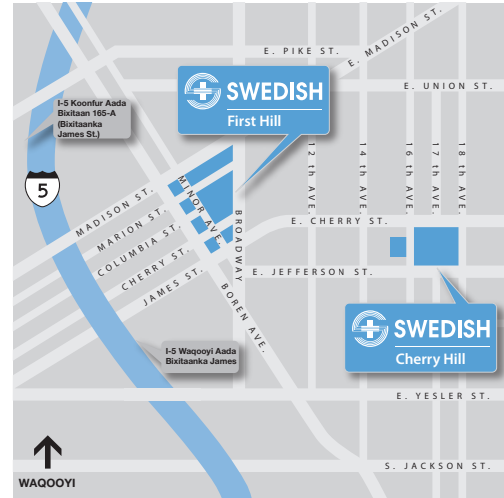 E. PIKE ST.
E. MADISON ST.
E. UNION ST.
SWEDISH
First Hill
I-5 Koonfur Aada
Bixitaan 165-A
(Bixitaanka
James St.)
5
12 th AVE.
14 th AVE.
16 th AVE.
17 th AVE.
18 th AVE.
MADISON ST.
MARION ST.
COLUMBIA ST.
CHERRY ST.
JAMES ST.
MINOR AVE.
BROADWAY
BOREN AVE.
E. CHERRY ST.
E. JEFFERSON ST.
SWEDISH
Cherry Hill
I-5 Waqooyi Aada
Bixitaanka James
E. YESLER ST.
S. JACKSON ST.
WAQOOYI